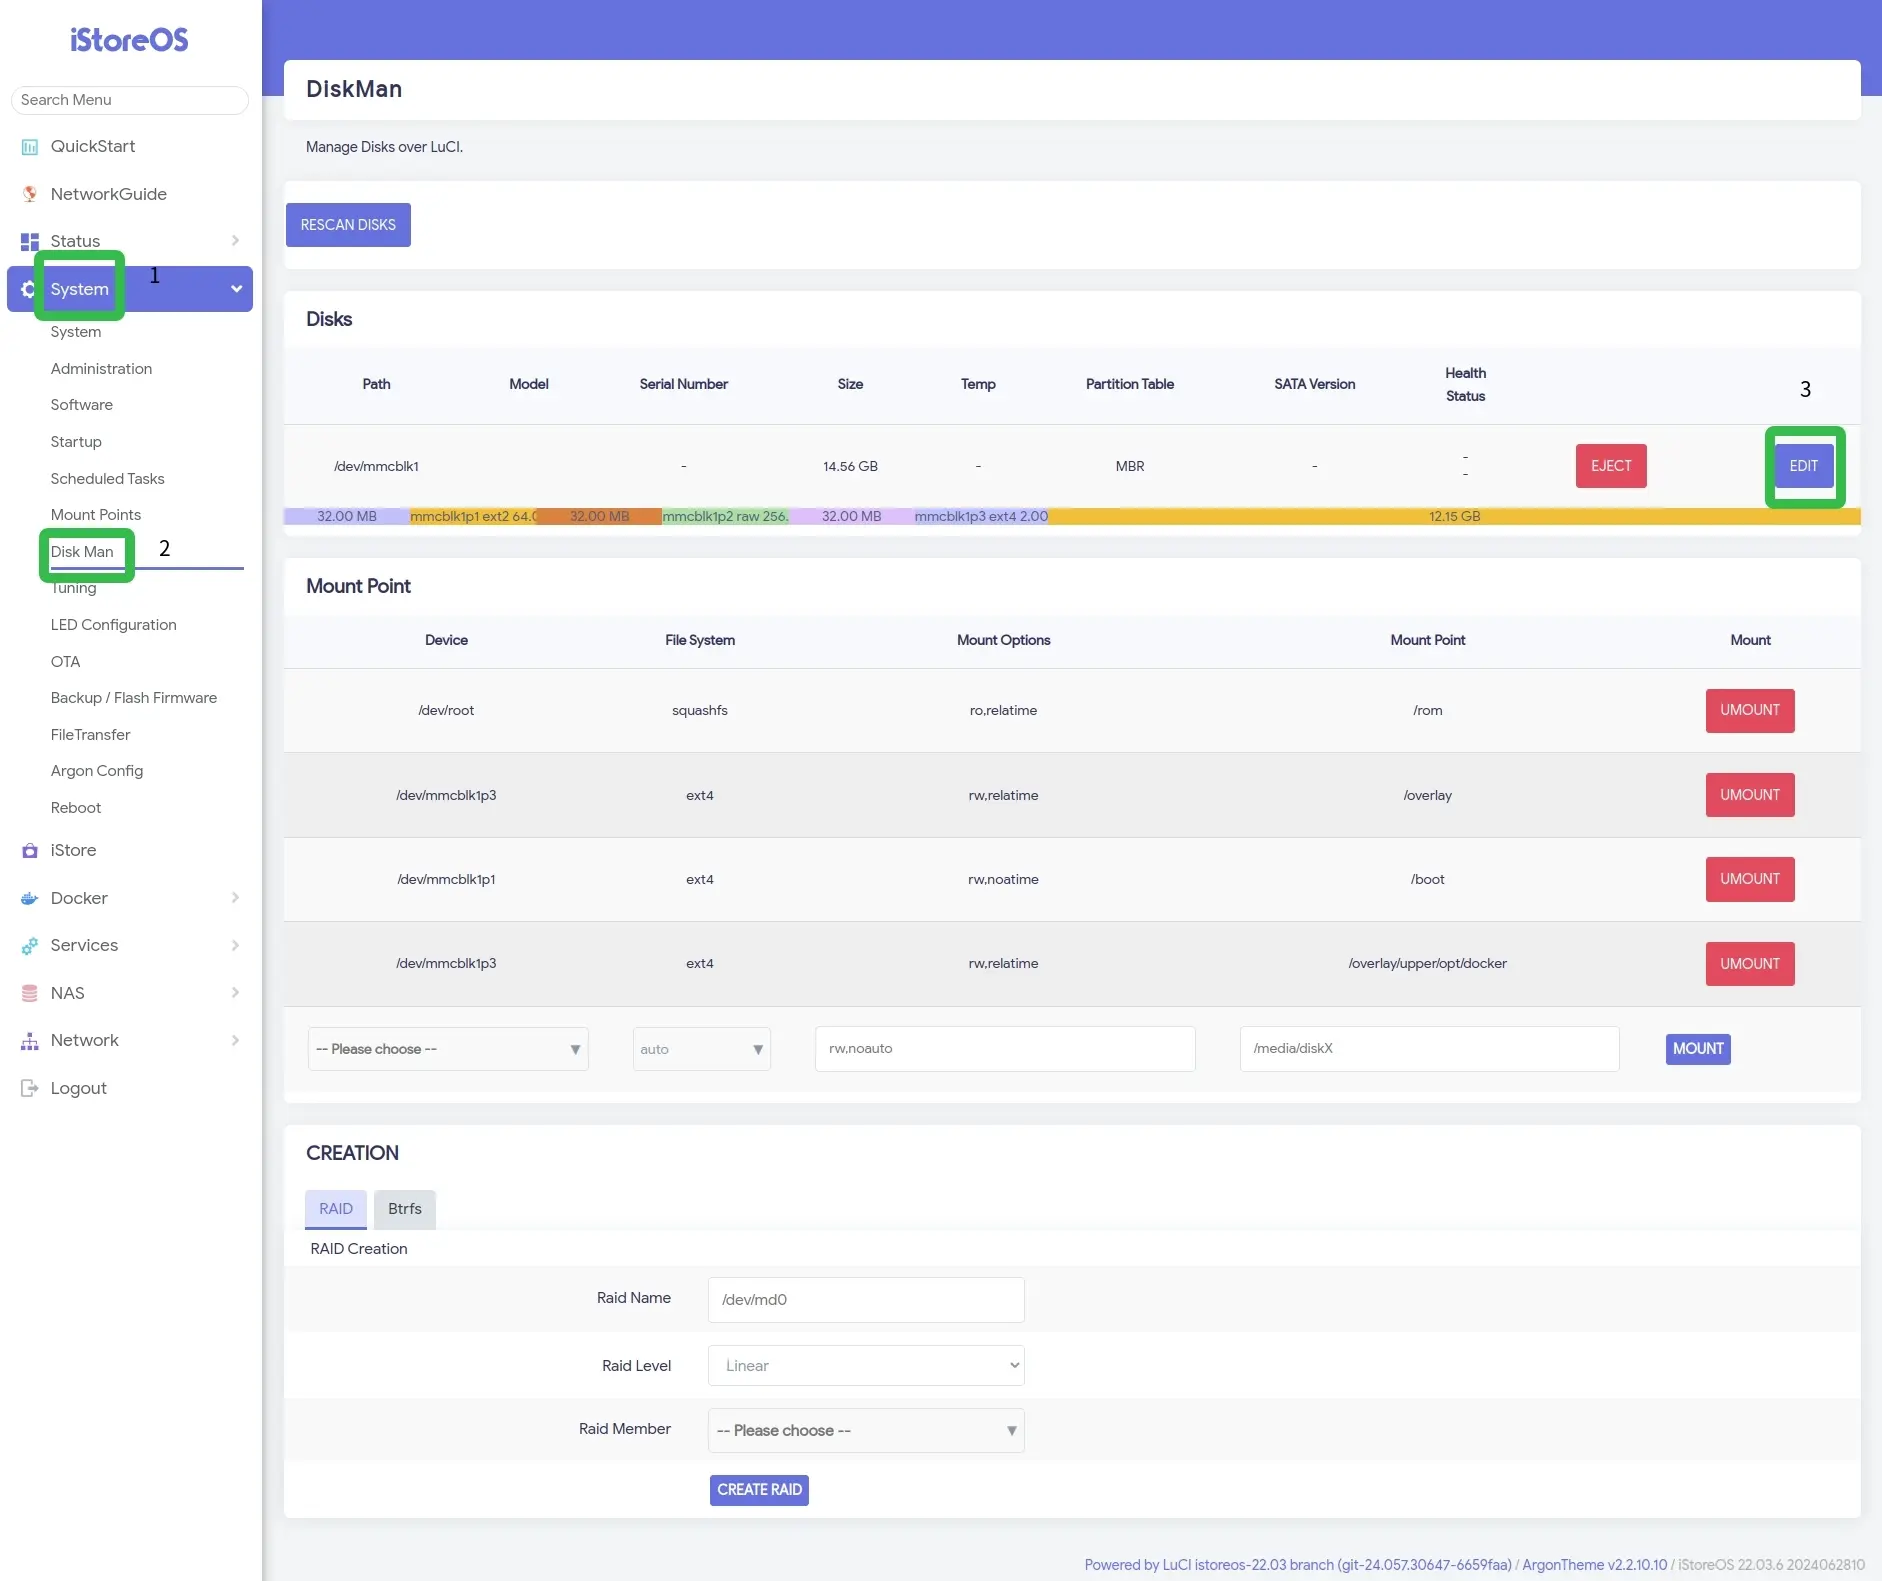 iStoreOS
Search Menu
QuickStart
NetworkGuide
Status
System
1
System
Administration
Software
Startup
Scheduled Tasks
Mount Points
Disk Man
2
Tuning
LED Configuration
OTA
Backup / Flash Firmware
FileTransfer
Argon Config
Reboot
iStore
Docker
Services
NAS
Network
Logout
DiskMan
Manage Disks over LuCI.
RESCAN DISKS
Disks
Path Model Serial Number Size Temp Partition Table SATA Version Health Status
3
/dev/mmcblk1 - 14.56 GB - MBR - - - EJECT EDIT
32.00 MB mmcblk1p1 ext2 64.0 32.00 MB mmcblk1p2 raw 256. 32.00 MB mmcblk1p3 ext4 2.00 12.15 GB
Mount Point
Device File System Mount Options Mount Point Mount
/dev/root squashfs ro,relatime /rom UMOUNT
/dev/mmcblk1p3 ext4 rw,relatime /overlay UMOUNT
/dev/mmcblk1p1 ext4 rw,noatime /boot UMOUNT
/dev/mmcblk1p3 ext4 rw,relatime /overlay/upper/opt/docker UMOUNT
-- Please choose -- auto rw,noauto /media/diskX MOUNT
CREATION
RAID Btrfs
RAID Creation
Raid Name /dev/md0
Raid Level Linear
Raid Member -- Please choose --
CREATE RAID
Powered by LuCI istoreos-22.03 branch (git-24.057.30647-6659faa) / ArgonTheme v2.2.10.10 / iStoreOS 22.03.6 2024062810